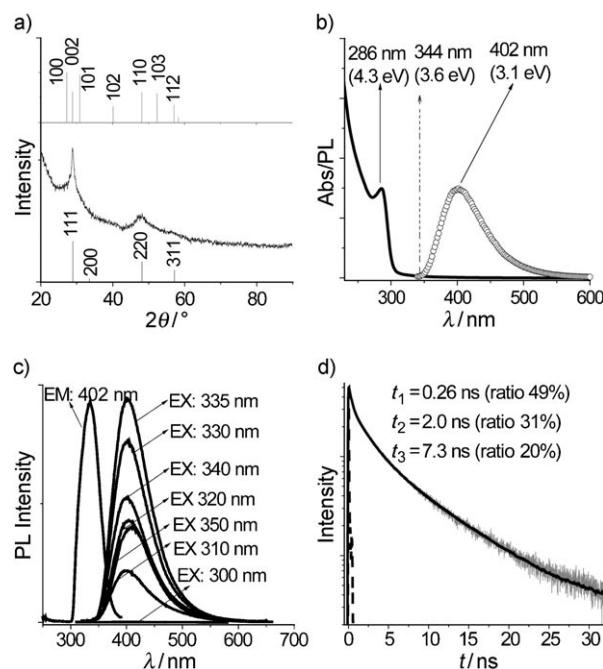 a)
100
002
101
102
110
103
112
Intensity
111
200
220
311
20 40 60 80
2θ/°
b)
286 nm 344 nm 402 nm
(4.3 eV) (3.6 eV) (3.1 eV)
Abs/PL
300 400 500 600
λ/nm
c)
EM: 402 nm
EX: 335 nm
EX: 330 nm
EX: 340 nm
EX 320 nm
EX: 350 nm
EX 310 nm
EX: 300 nm
PL Intensity
300 400 500 600 700
λ/nm
d)
t1 = 0.26 ns (ratio 49%)
t2 = 2.0 ns (ratio 31%)
t3 = 7.3 ns (ratio 20%)
Intensity
0 5 10 15 20 25 30
t/ns